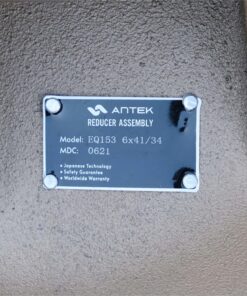 ANTEK
REDUCER ASSEMBLY
Model: EQ153 6x41/34
MDC: 0621
• Japanese Technology
• Safety Guarantee
• Worldwide Warranty